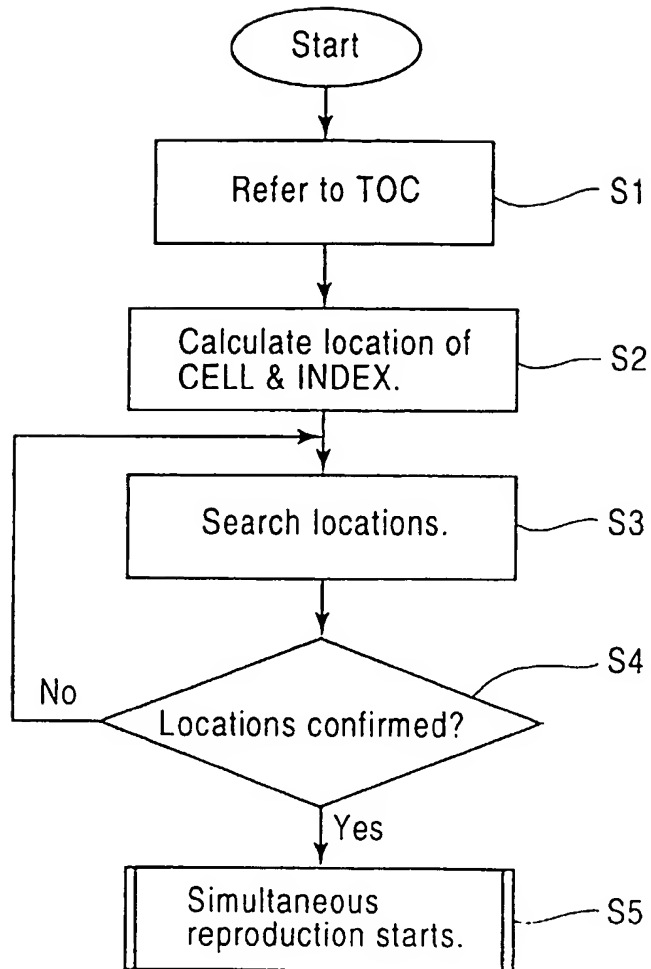 Start
Refer to TOC
S1
Calculate location of
CELL & INDEX.
S2
Search locations.
S3
S4
No
Locations confirmed?
Yes
Simultaneous
reproduction starts.
S5